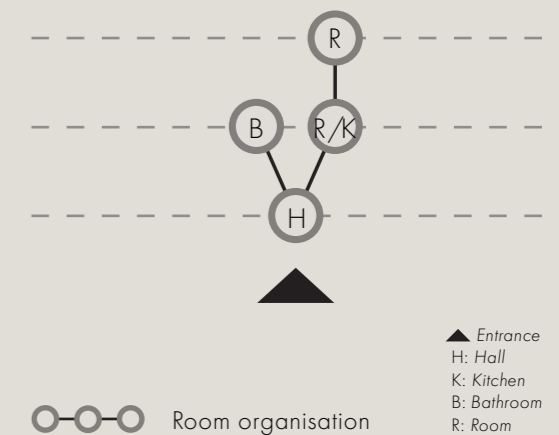 R
B
R/K
H
Entrance
H: Hall
K: Kitchen
B: Bathroom
R: Room
Room organisation